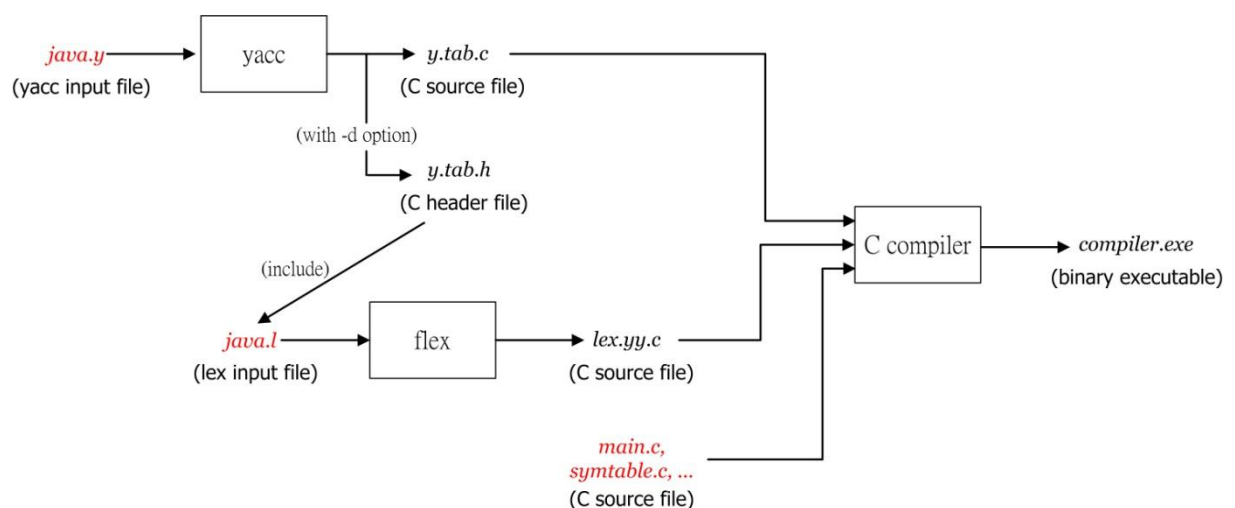 java.y
(yacc input file)
yacc
y.tab.c
(C source file)
(with -d option)
y.tab.h
(C header file)
(include)
java.l
(lex input file)
flex
lex.yy.c
(C source file)
main.c,
symtable.c, ...
(C source file)
C compiler
compiler.exe
(binary executable)